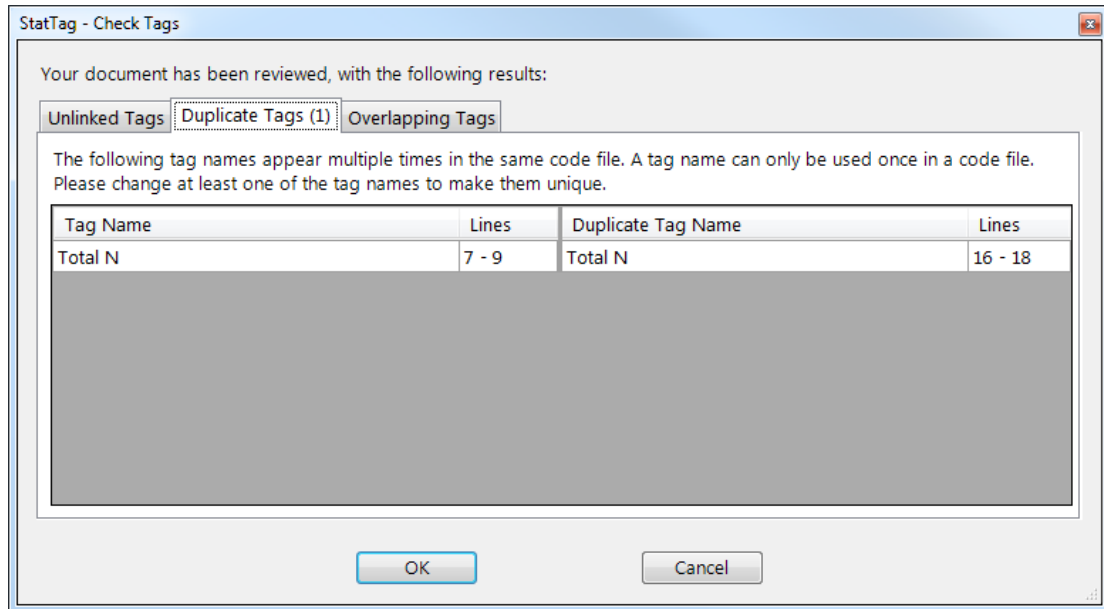 StatTag - Check Tags
Your document has been reviewed, with the following results:
Unlinked Tags Duplicate Tags (1) Overlapping Tags
The following tag names appear multiple times in the same code file. A tag name can only be used once in a code file.
Please change at least one of the tag names to make them unique.
Tag Name Lines Duplicate Tag Name Lines
Total N 7 - 9 Total N 16 - 18
OK Cancel